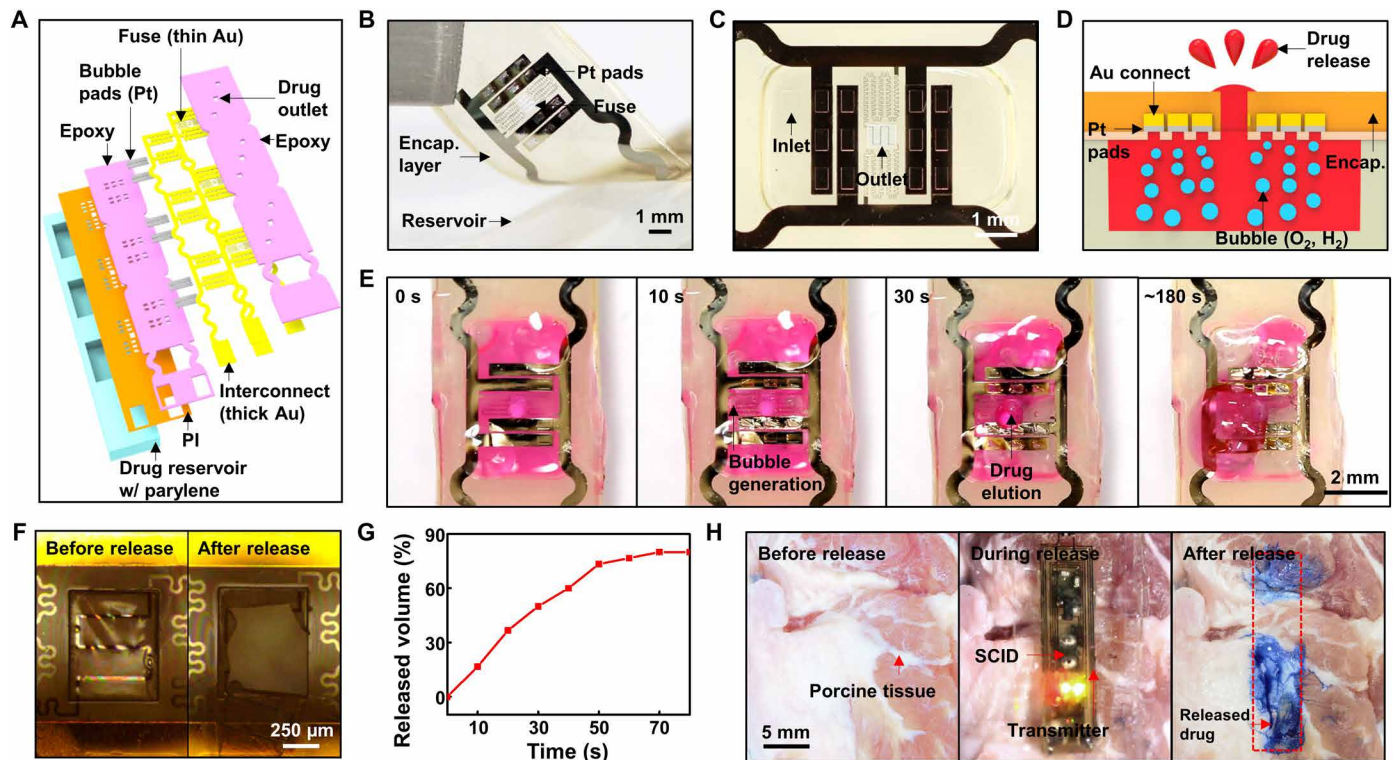 A
Fuse (thin Au)
Bubble
pads (Pt)
Drug
outlet
Epoxy
Epoxy
Interconnect
(thick Au)
PI
Drug reservoir
w/ parylene
B
Pt pads
Fuse
Encap.
layer
Reservoir
1 mm
C
Inlet
Outlet
1 mm
D
Drug
release
Au connect
Pt
pads
Encap.
Bubble (O₂, H₂)
E
0 s
10 s
30 s
~180 s
Bubble
generation
Drug
elution
2 mm
F
Before release
After release
250 µm
G
Released volume (%)
90
60
30
0
10
30
50
70
Time (s)
H
Before release
During release
After release
SCID
Porcine tissue
Transmitter
Released
drug
5 mm